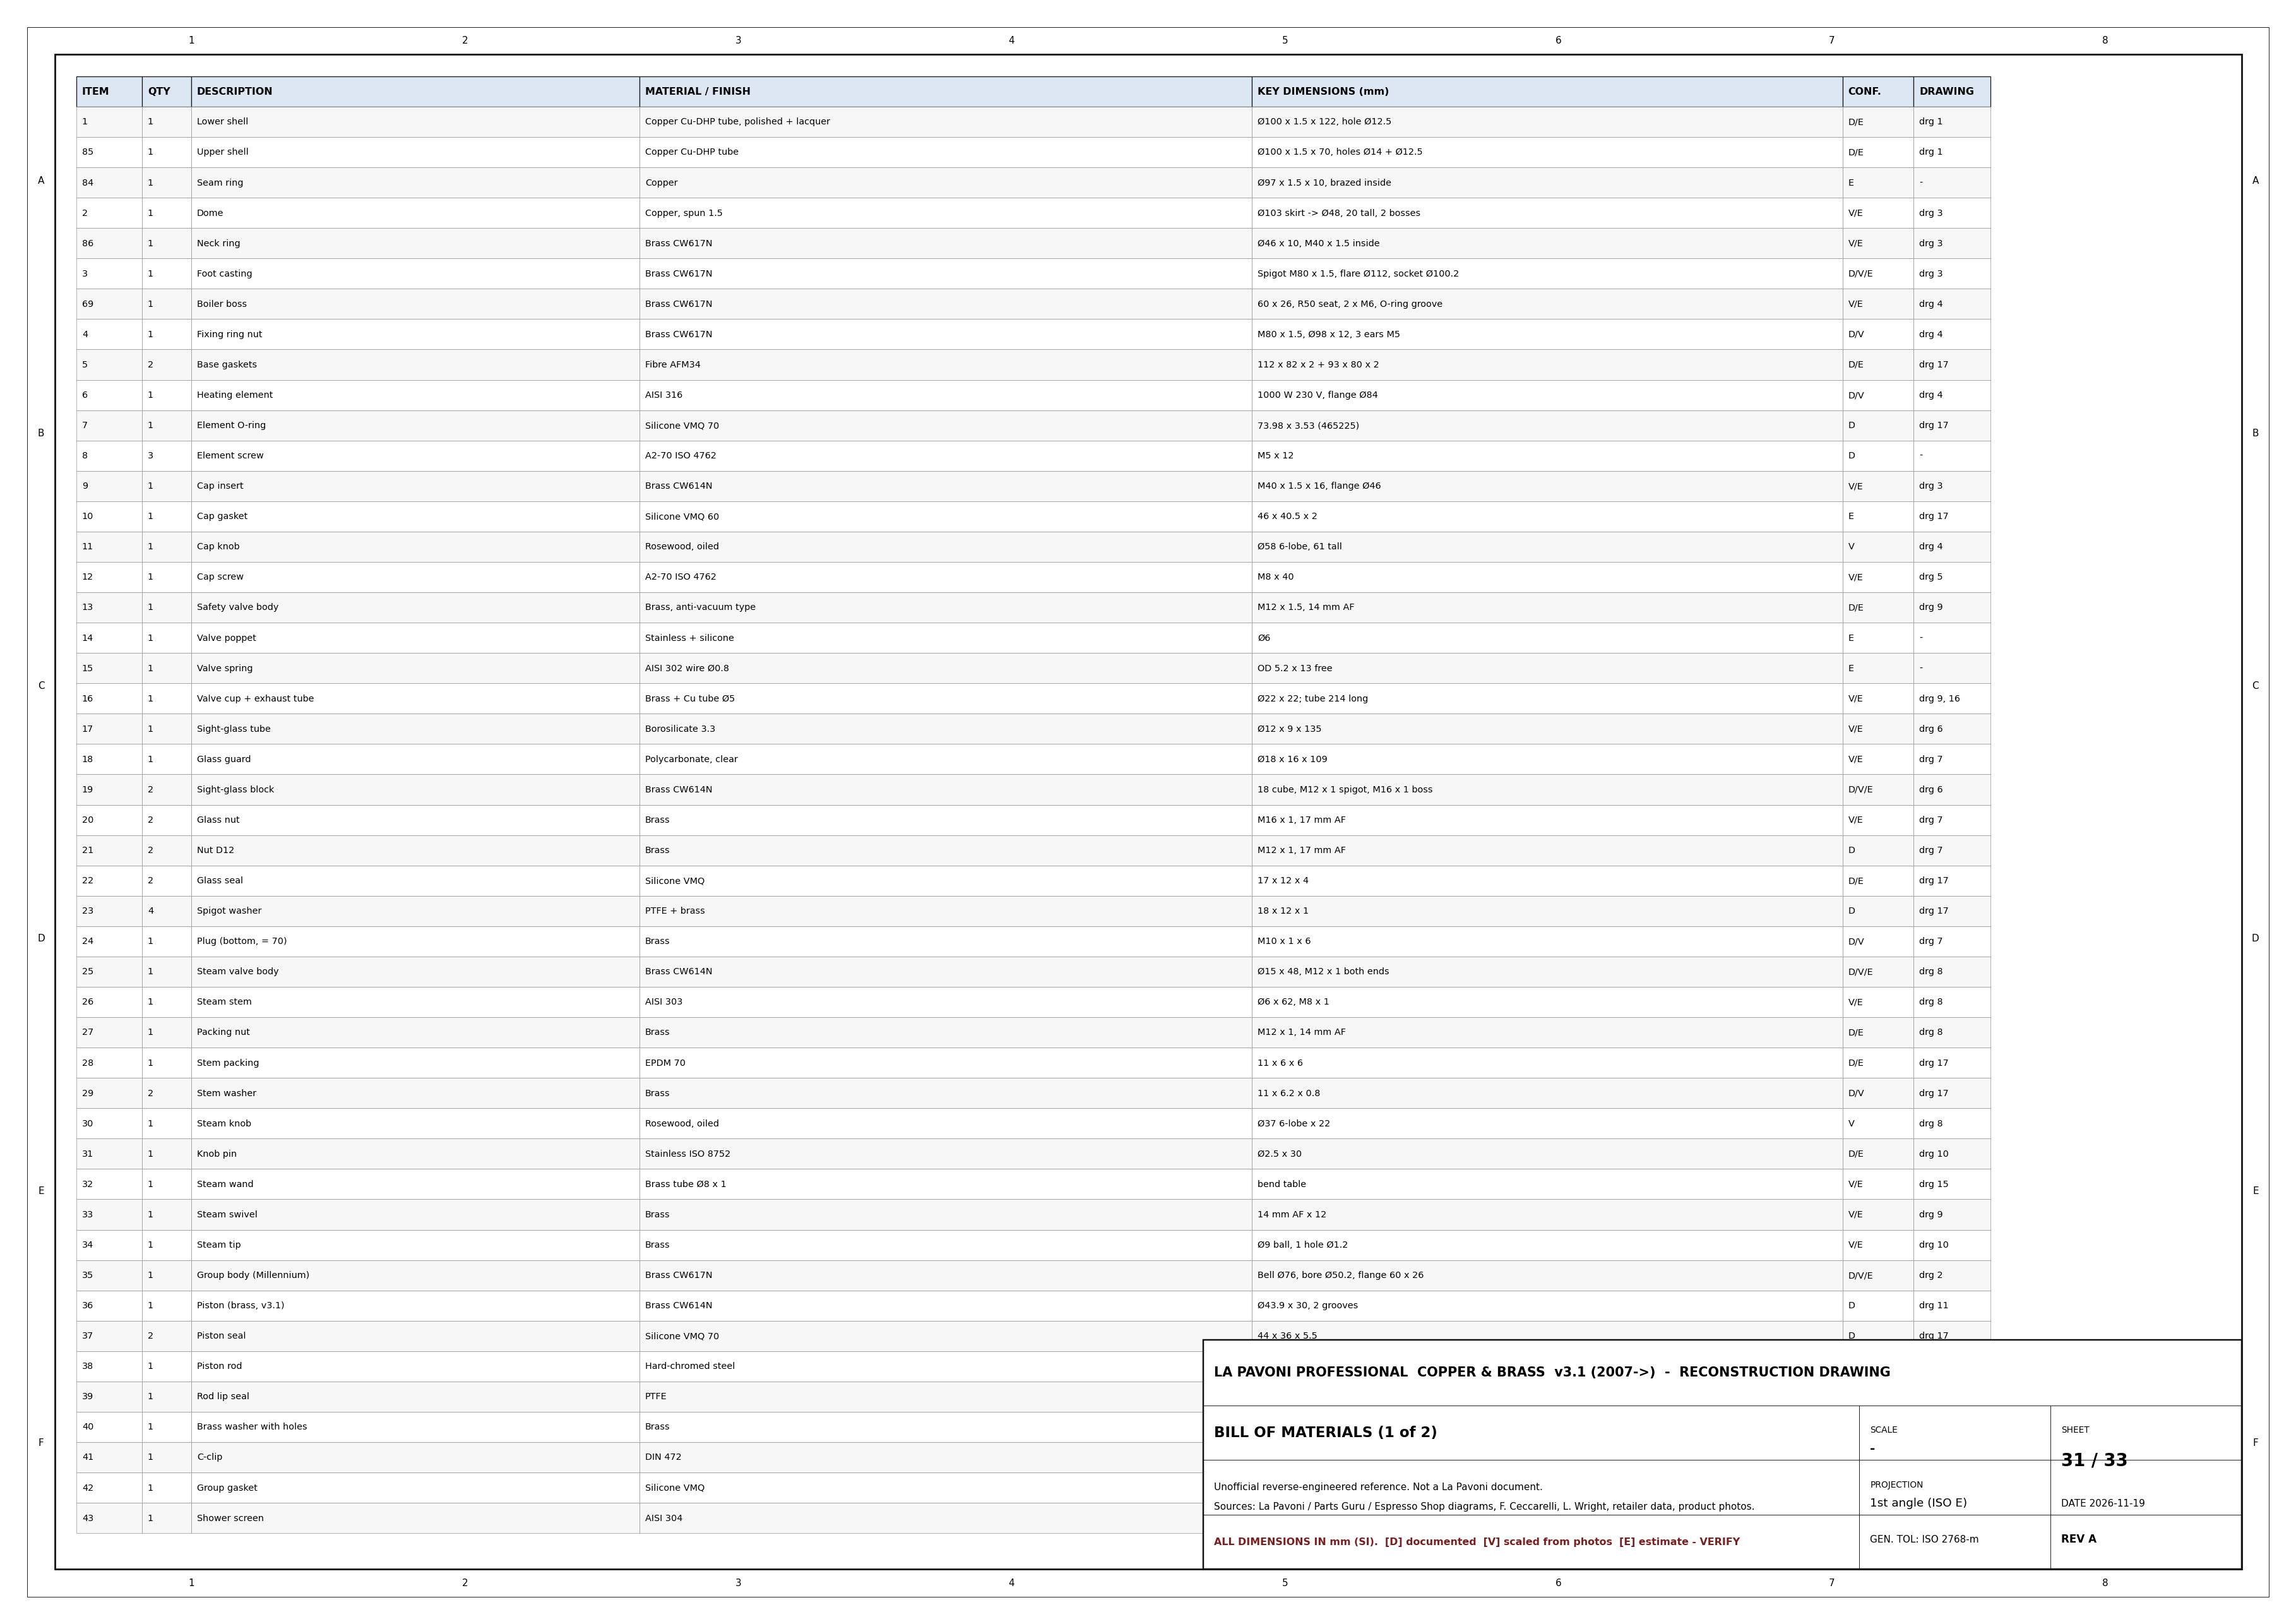 1 2 3 4 5 6 7 8
ITEM QTY DESCRIPTION MATERIAL / FINISH KEY DIMENSIONS (mm) CONF. DRAWING
1 1 Lower shell Copper Cu-DHP tube, polished + lacquer Ø100 x 1.5 x 122, hole Ø12.5 D/E drg 1
85 1 Upper shell Copper Cu-DHP tube Ø100 x 1.5 x 70, holes Ø14 + Ø12.5 D/E drg 1
A A
84 1 Seam ring Copper Ø97 x 1.5 x 10, brazed inside E -
2 1 Dome Copper, spun 1.5 Ø103 skirt -> Ø48, 20 tall, 2 bosses V/E drg 3
86 1 Neck ring Brass CW617N Ø46 x 10, M40 x 1.5 inside V/E drg 3
3 1 Foot casting Brass CW617N Spigot M80 x 1.5, flare Ø112, socket Ø100.2 D/V/E drg 3
69 1 Boiler boss Brass CW617N 60 x 26, R50 seat, 2 x M6, O-ring groove V/E drg 4
4 1 Fixing ring nut Brass CW617N M80 x 1.5, Ø98 x 12, 3 ears M5 D/V drg 4
5 2 Base gaskets Fibre AFM34 112 x 82 x 2 + 93 x 80 x 2 D/E drg 17
6 1 Heating element AISI 316 1000 W 230 V, flange Ø84 D/V drg 4
7 1 Element O-ring Silicone VMQ 70 73.98 x 3.53 (465225) D drg 17
B B
8 3 Element screw A2-70 ISO 4762 M5 x 12 D -
9 1 Cap insert Brass CW614N M40 x 1.5 x 16, flange Ø46 V/E drg 3
10 1 Cap gasket Silicone VMQ 60 46 x 40.5 x 2 E drg 17
11 1 Cap knob Rosewood, oiled Ø58 6-lobe, 61 tall V drg 4
12 1 Cap screw A2-70 ISO 4762 M8 x 40 V/E drg 5
13 1 Safety valve body Brass, anti-vacuum type M12 x 1.5, 14 mm AF D/E drg 9
14 1 Valve poppet Stainless + silicone Ø6 E -
15 1 Valve spring AISI 302 wire Ø0.8 OD 5.2 x 13 free E -
C C
16 1 Valve cup + exhaust tube Brass + Cu tube Ø5 Ø22 x 22; tube 214 long V/E drg 9, 16
17 1 Sight-glass tube Borosilicate 3.3 Ø12 x 9 x 135 V/E drg 6
18 1 Glass guard Polycarbonate, clear Ø18 x 16 x 109 V/E drg 7
19 2 Sight-glass block Brass CW614N 18 cube, M12 x 1 spigot, M16 x 1 boss D/V/E drg 6
20 2 Glass nut Brass M16 x 1, 17 mm AF V/E drg 7
21 2 Nut D12 Brass M12 x 1, 17 mm AF D drg 7
22 2 Glass seal Silicone VMQ 17 x 12 x 4 D/E drg 17
23 4 Spigot washer PTFE + brass 18 x 12 x 1 D drg 17
D D
24 1 Plug (bottom, = 70) Brass M10 x 1 x 6 D/V drg 7
25 1 Steam valve body Brass CW614N Ø15 x 48, M12 x 1 both ends D/V/E drg 8
26 1 Steam stem AISI 303 Ø6 x 62, M8 x 1 V/E drg 8
27 1 Packing nut Brass M12 x 1, 14 mm AF D/E drg 8
28 1 Stem packing EPDM 70 11 x 6 x 6 D/E drg 17
29 2 Stem washer Brass 11 x 6.2 x 0.8 D/V drg 17
30 1 Steam knob Rosewood, oiled Ø37 6-lobe x 22 V drg 8
31 1 Knob pin Stainless ISO 8752 Ø2.5 x 30 D/E drg 10
32 1 Steam wand Brass tube Ø8 x 1 bend table V/E drg 15
E E
33 1 Steam swivel Brass 14 mm AF x 12 V/E drg 9
34 1 Steam tip Brass Ø9 ball, 1 hole Ø1.2 V/E drg 10
35 1 Group body (Millennium) Brass CW617N Bell Ø76, bore Ø50.2, flange 60 x 26 D/V/E drg 2
36 1 Piston (brass, v3.1) Brass CW614N Ø43.9 x 30, 2 grooves D drg 11
37 2 Piston seal Silicone VMQ 70 44 x 36 x 5.5 D drg 17
38 1 Piston rod Hard-chromed steel
39 1 Rod lip seal PTFE
40 1 Brass washer with holes Brass
41 1 C-clip DIN 472
42 1 Group gasket Silicone VMQ
43 1 Shower screen AISI 304
F F
LA PAVONI PROFESSIONAL COPPER & BRASS v3.1 (2007->) - RECONSTRUCTION DRAWING
BILL OF MATERIALS (1 of 2)
SCALE
-
SHEET
31 / 33
Unofficial reverse-engineered reference. Not a La Pavoni document.
Sources: La Pavoni / Parts Guru / Espresso Shop diagrams, F. Ceccarelli, L. Wright, retailer data, product photos.
PROJECTION
1st angle (ISO E)
DATE 2026-11-19
ALL DIMENSIONS IN mm (SI). [D] documented [V] scaled from photos [E] estimate - VERIFY
GEN. TOL: ISO 2768-m
REV A
1 2 3 4 5 6 7 8